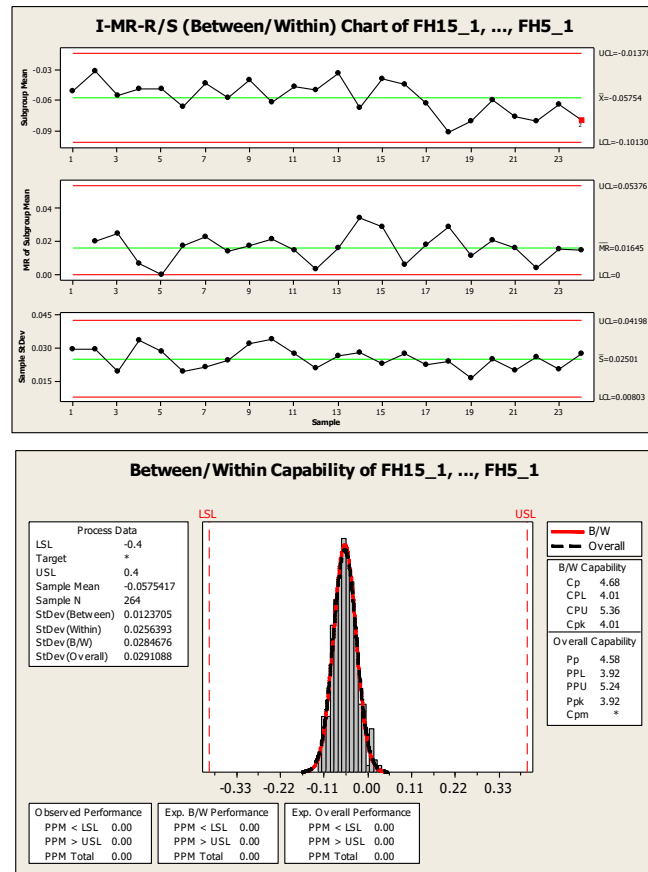 I-MR-R/S (Between/Within) Chart of FH15_1, ..., FH5_1
Subgroup Mean
-0.03
-0.06
-0.09
UCL=-0.01378
X=-0.05754
LCL=-0.10130
2
1 3 5 7 9 11 13 15 17 19 21 23
MR of Subgroup Mean
0.04
0.02
0.00
UCL=0.05376
MR=0.01645
LCL=0
1 3 5 7 9 11 13 15 17 19 21 23
Sample StDev
0.045
0.030
0.015
UCL=0.04198
S=0.02501
LCL=0.00803
1 3 5 7 9 11 13 15 17 19 21 23
Sample
Between/Within Capability of FH15_1, ..., FH5_1
LSL USL
Process Data
LSL -0.4
Target *
USL 0.4
Sample Mean -0.0575417
Sample N 264
StDev(Between) 0.0123705
StDev(Within) 0.0256393
StDev(B/W) 0.0284676
StDev(Overall) 0.0291088
B/W
Overall
B/W Capability
Cp 4.68
CPL 4.01
CPU 5.36
Cpk 4.01
Overall Capability
Pp 4.58
PPL 3.92
PPU 5.24
Ppk 3.92
Cpm *
-0.33 -0.22 -0.11 0.00 0.11 0.22 0.33
Observed Performance
PPM < LSL 0.00
PPM > USL 0.00
PPM Total 0.00
Exp. B/W Performance
PPM < LSL 0.00
PPM > USL 0.00
PPM Total 0.00
Exp. Overall Performance
PPM < LSL 0.00
PPM > USL 0.00
PPM Total 0.00